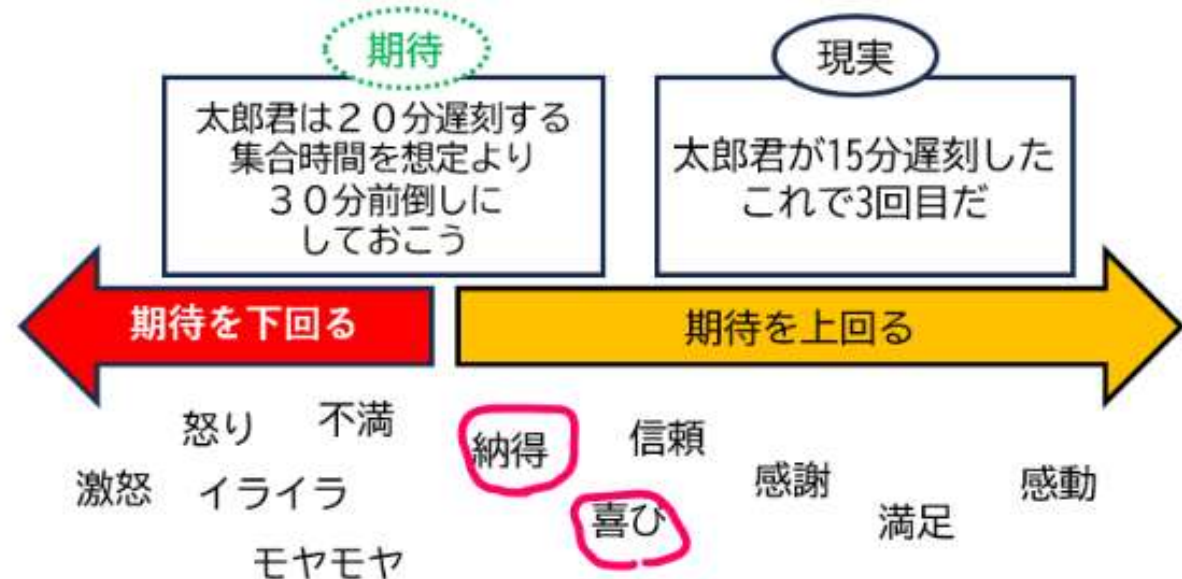 期待
太郎君は２０分遅刻する
集合時間を想定より
３０分前倒しに
しておこう
現実
太郎君が15分遅刻した
これで3回目だ
期待を下回る
期待を上回る
怒り
不満
激怒
イライラ
モヤモヤ
納得
信頼
喜び
感謝
満足
感動